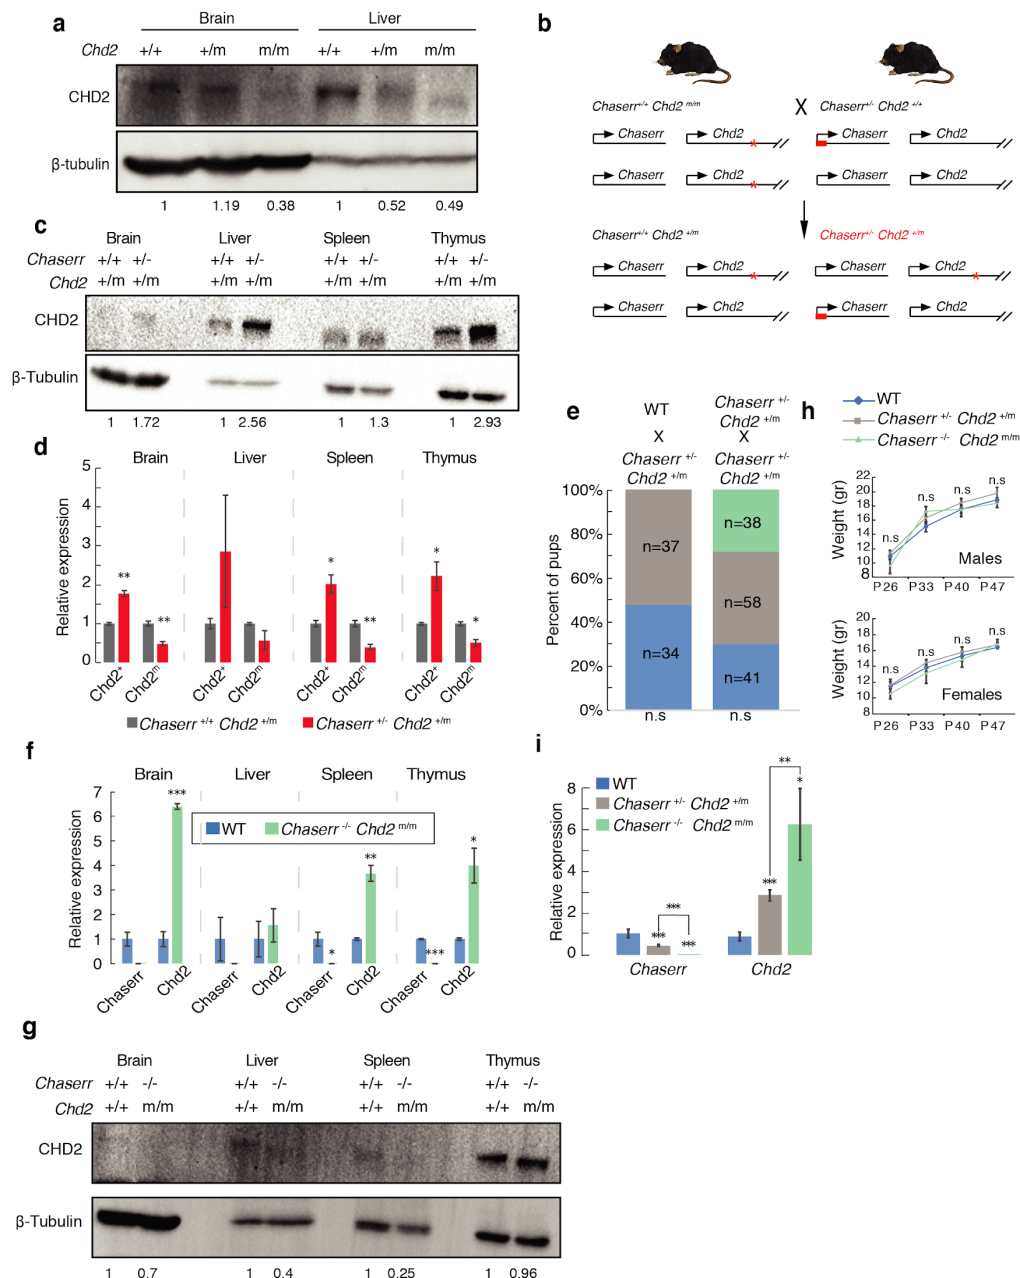 a
Brain Liver
Chd2 +/+ +/m m/m +/+ +/m m/m
CHD2
β-tubulin
1 1.19 0.38 1 0.52 0.49
b
Chaserr+/+ Chd2 m/m X Chaserr+/- Chd2 +/+
Chaserr Chd2 * Chaserr Chd2
Chaserr Chd2 * Chaserr Chd2
Chaserr+/+ Chd2 +/m Chaserr+/- Chd2 +/m
Chaserr Chd2 * Chaserr Chd2 *
Chaserr Chd2 Chaserr Chd2
c
Brain Liver Spleen Thymus
Chaserr +/+ +/- +/+ +/- +/+ +/- +/+ +/-
Chd2 +/m +/m +/m +/m +/m +/m +/m +/m
CHD2
β-Tubulin
1 1.72 1 2.56 1 1.3 1 2.93
d
Brain Liver Spleen Thymus
Relative expression
5
4
3
2
1
0
** ** * ** * *
Chd2+ Chd2m Chd2+ Chd2m Chd2+ Chd2m Chd2+ Chd2m
Chaserr +/+ Chd2 +/m Chaserr +/- Chd2 +/m
e
WT
X
Chaserr +/-
Chd2 +/m
Chaserr +/-
Chd2 +/m
X
Chaserr +/-
Chd2 +/m
Percent of pups
100%
80%
60%
40%
20%
0%
n=37
n=34
n=38
n=58
n=41
n.s n.s
h
WT
Chaserr +/- Chd2 +/m
Chaserr -/- Chd2 m/m
Weight (gr)
22
20
18
16
14
12
10
8
n.s n.s n.s n.s
Males
P26 P33 P40 P47
Weight (gr)
20
18
16
14
12
10
8
n.s n.s n.s n.s
Females
P26 P33 P40 P47
f
Brain Liver Spleen Thymus
Relative expression
7
6
5
4
2
1
0
WT Chaserr -/- Chd2 m/m
*** * ** *** *
Chaserr Chd2 Chaserr Chd2 Chaserr Chd2 Chaserr Chd2
i
WT
Chaserr +/- Chd2 +/m
Chaserr -/- Chd2 m/m
Relative expression
8
6
4
2
0
*** *** *** *** ** *
Chaserr Chd2
g
Brain Liver Spleen Thymus
Chaserr +/+ -/- +/+ -/- +/+ -/- +/+ -/-
Chd2 +/+ m/m +/+ m/m +/+ m/m +/+ m/m
CHD2
β-Tubulin
1 0.7 1 0.4 1 0.25 1 0.96